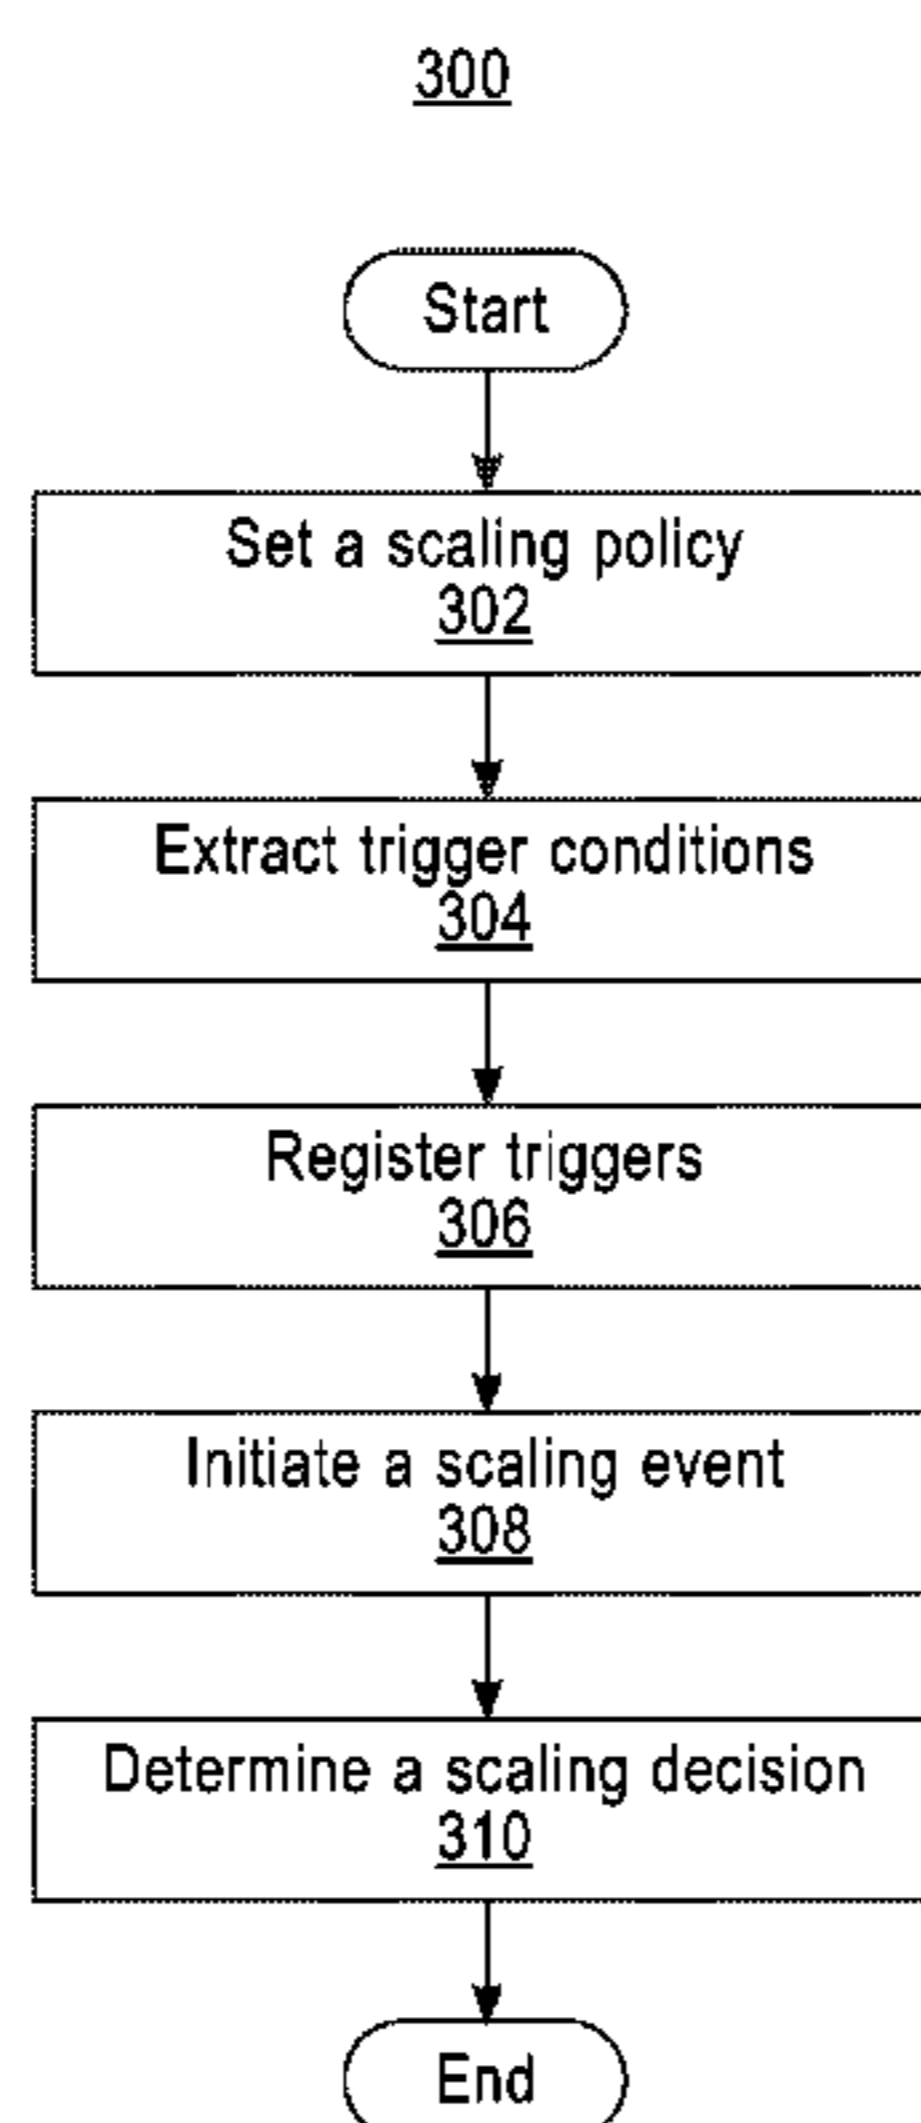 300
Start
Set a scaling policy
302
Extract trigger conditions
304
Register triggers
306
Initiate a scaling event
308
Determine a scaling decision
310
End